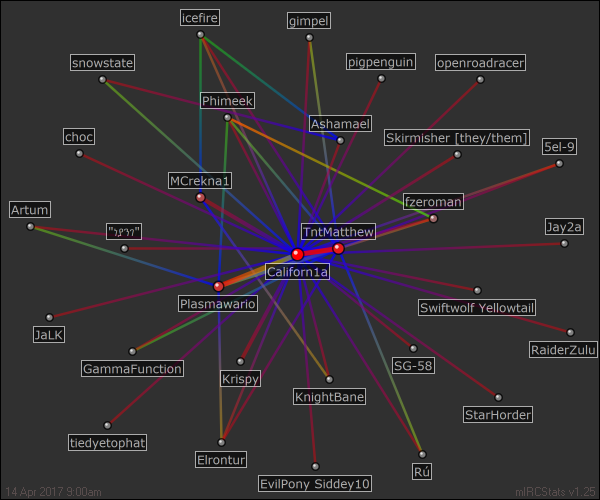 icefire
gimpel
snowstate
pigpenguin
openroadracer
Phimeek
Ashamael
choc
Skirmisher [they/them]
5el-9
MCrekna1
fzeroman
Artum
TntMatthew
Jay2a
Californ1a
Plasmawario
Swiftwolf Yellowtail
JaLK
RaiderZulu
GammaFunction
SG-58
Krispy
KnightBane
StarHorder
tiedyetophat
Elrontur
Rú
EvilPony Siddey10
14 Apr 2017 9:00am
mIRCStats v1.25